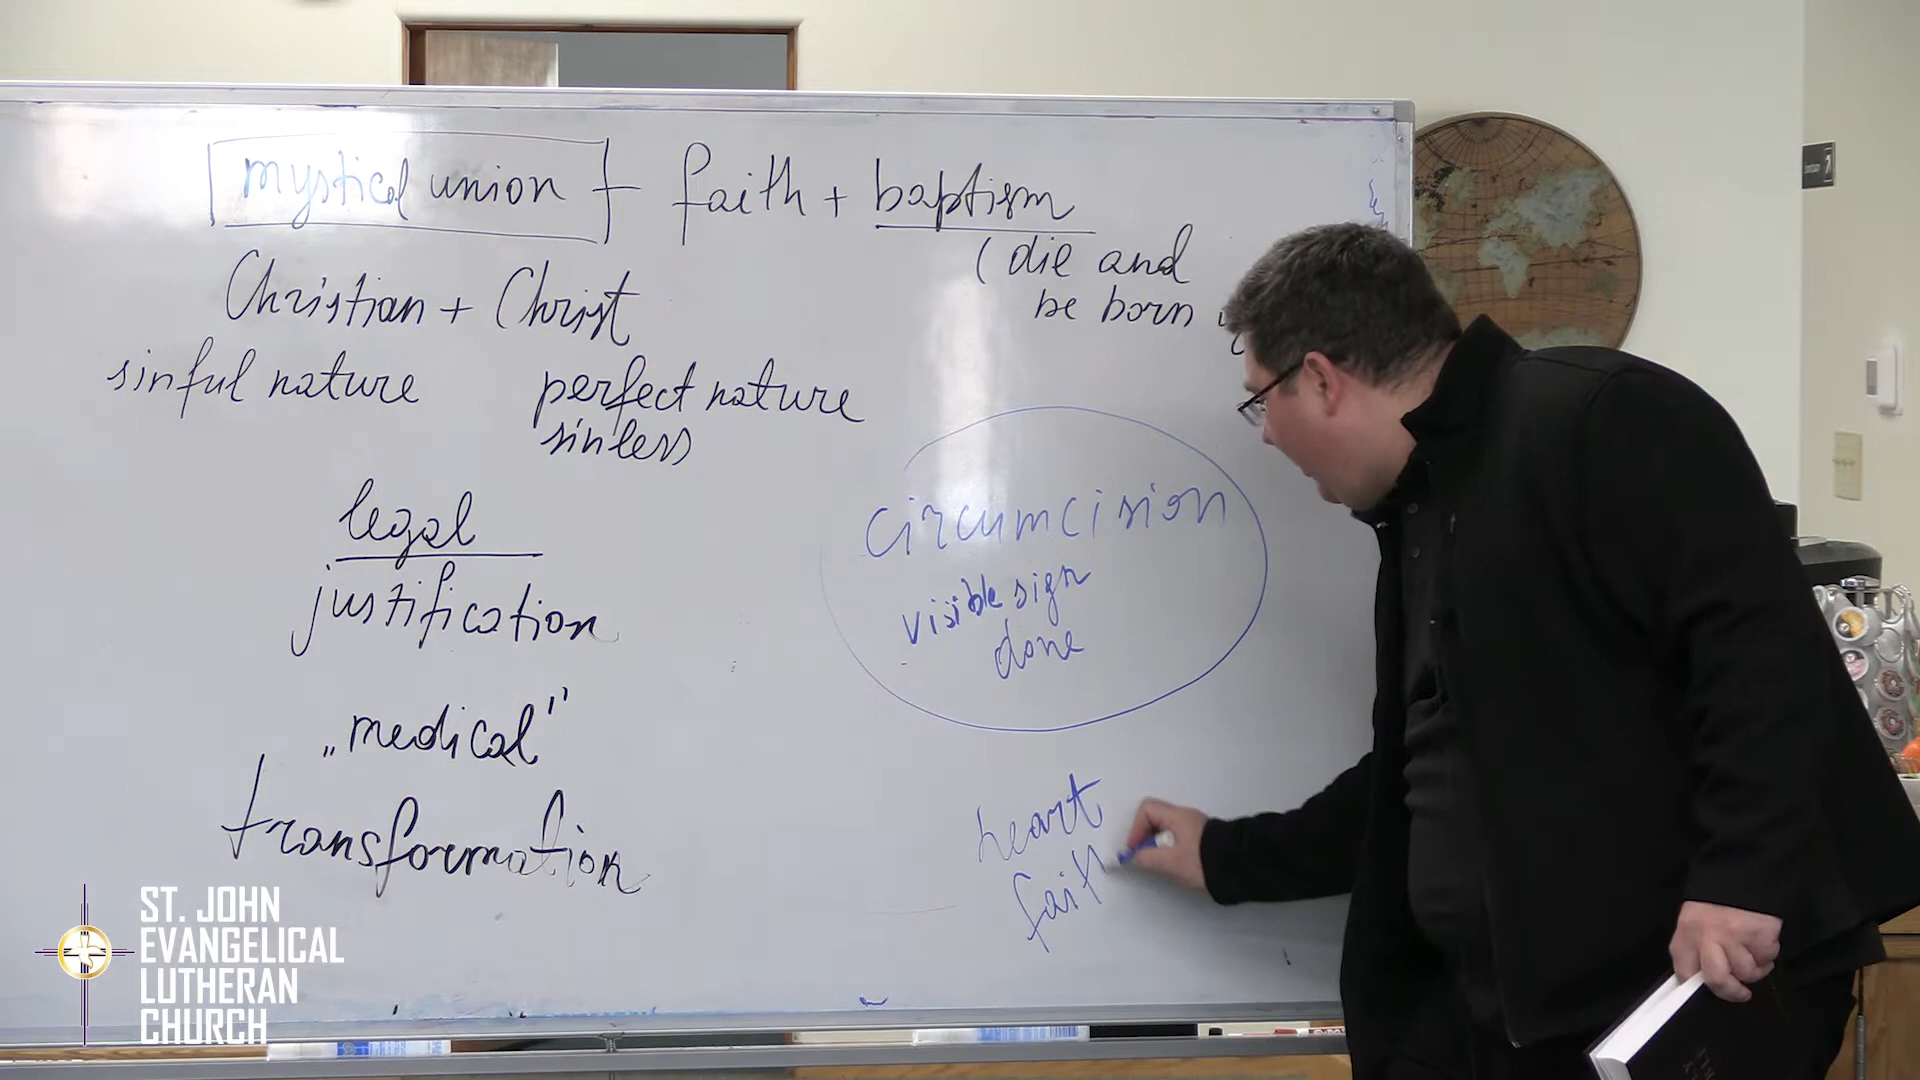 mystical union faith + baptism
(die and
be born
Christian + Christ
sinful nature perfect nature
sinless
legal
justification
circumcision
visible sign
done
„medical"
transformation
heart
fait
ST. JOHN
EVANGELICAL
LUTHERAN
CHURCH